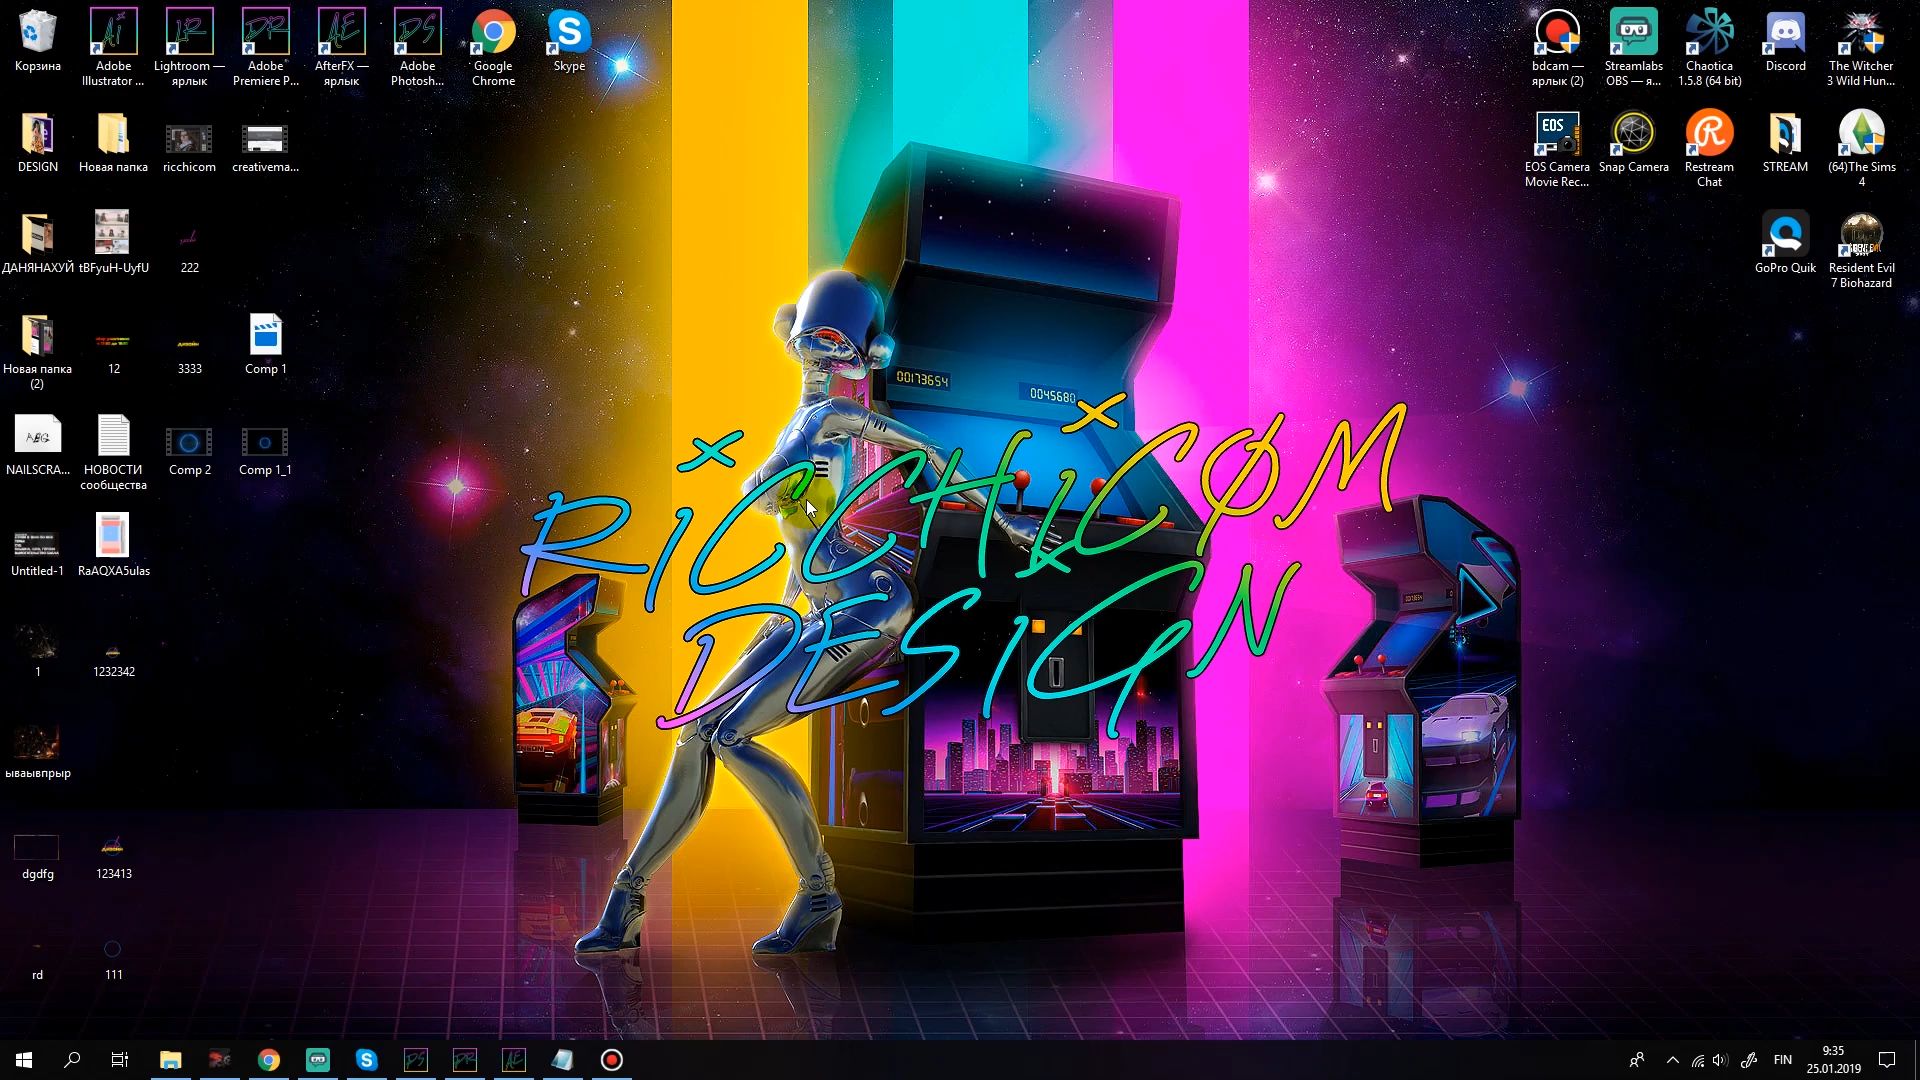 Корзина
Adobe
Illustrator ...
Lightroom —
ярлык
Adobe
Premiere P...
AfterFX —
ярлык
Adobe
Photosh...
Google
Chrome
Skype
bdcam —
ярлык (2)
Streamlabs
OBS — я...
Chaotica
1.5.8 (64 bit)
Discord
The Witcher
3 Wild Hun...
DESIGN
Новая папка
ricchicom
creativema...
EOS
EOS Camera
Movie Rec...
Snap Camera
Restream
Chat
STREAM
(64)The Sims
4
ДАНЯНАХУЙ
tBFyuH-UyfU
222
GoPro Quik
Resident Evil
7 Biohazard
Новая папка
(2)
12
3333
Comp 1
00173654
0045680
NAILSCRA...
НОВОСТИ
сообщества
Comp 2
Comp 1_1
RICCHICOM
DESIGN
Untitled-1
RaAQXA5ulas
1
1232342
ываывпрыр
dgdfg
123413
rd
111
FIN
9:35
25.01.2019